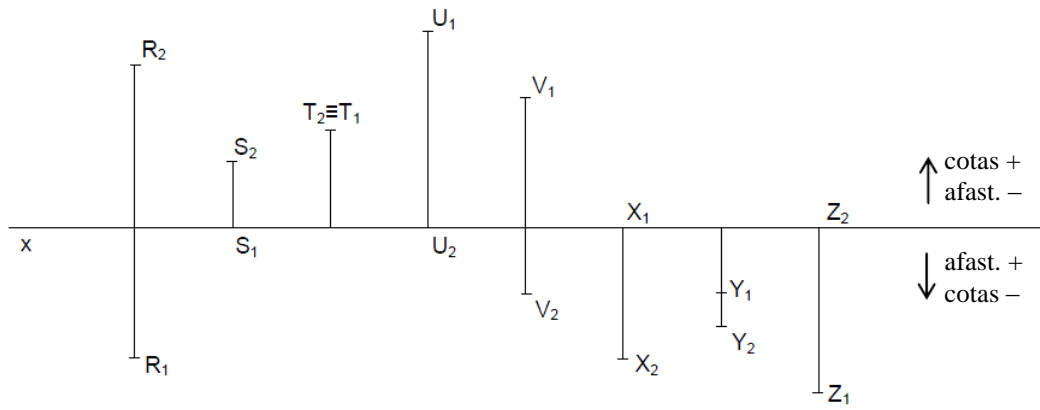 U₁
R₂
V₁
T₂≡T₁
S₂
cotas +
afast. −
X₁
Z₂
x
S₁
U₂
afast. +
cotas −
Y₁
V₂
Y₂
R₁
X₂
Z₁